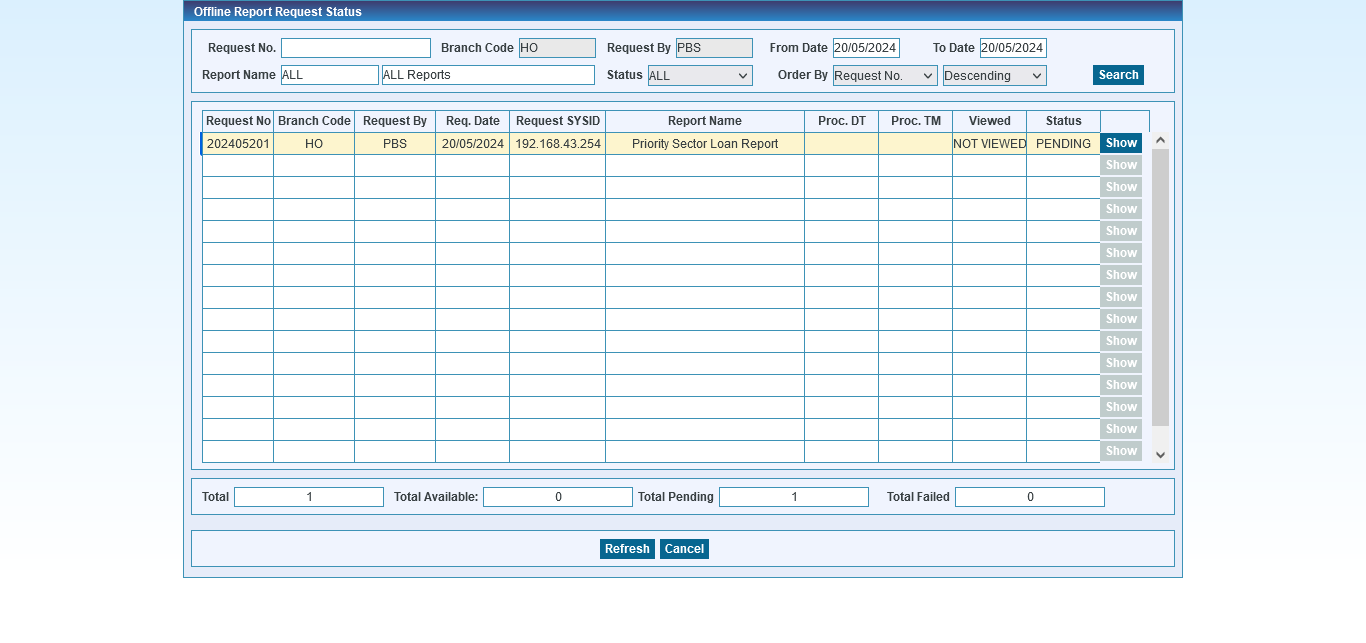 Offline Report Request Status
Request No. Branch Code HO Request By PBS From Date 20/05/2024 To Date 20/05/2024
Report Name ALL ALL Reports Status ALL Order By Request No. Descending Search
Request No Branch Code Request By Req. Date Request SYSID Report Name Proc. DT Proc. TM Viewed Status
202405201 HO PBS 20/05/2024 192.168.43.254 Priority Sector Loan Report NOT VIEWED PENDING Show
Show
Show
Show
Show
Show
Show
Show
Show
Show
Show
Show
Show
Show
Show
Total 1 Total Available: 0 Total Pending 1 Total Failed 0
Refresh Cancel